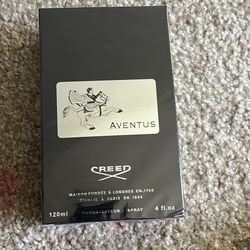 AVENTUS
CREED
MAISON FONDÉE À LONDRES EN 1760
ÉTABLIE À PARIS EN 1854
120ml VAPORISATEUR - SPRAY 4 fl.oz